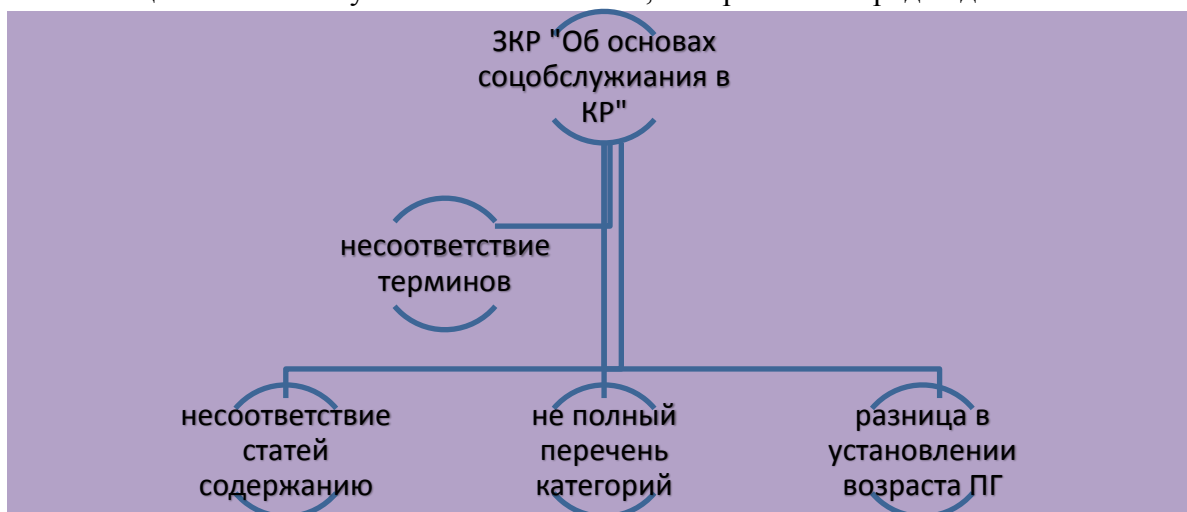 ЗКР "Об основах
соцобслужиания в
КР"
несоответствие
терминов
несоответствие
статей
содержанию
не полный
перечень
категорий
разница в
установлении
возраста ПГ